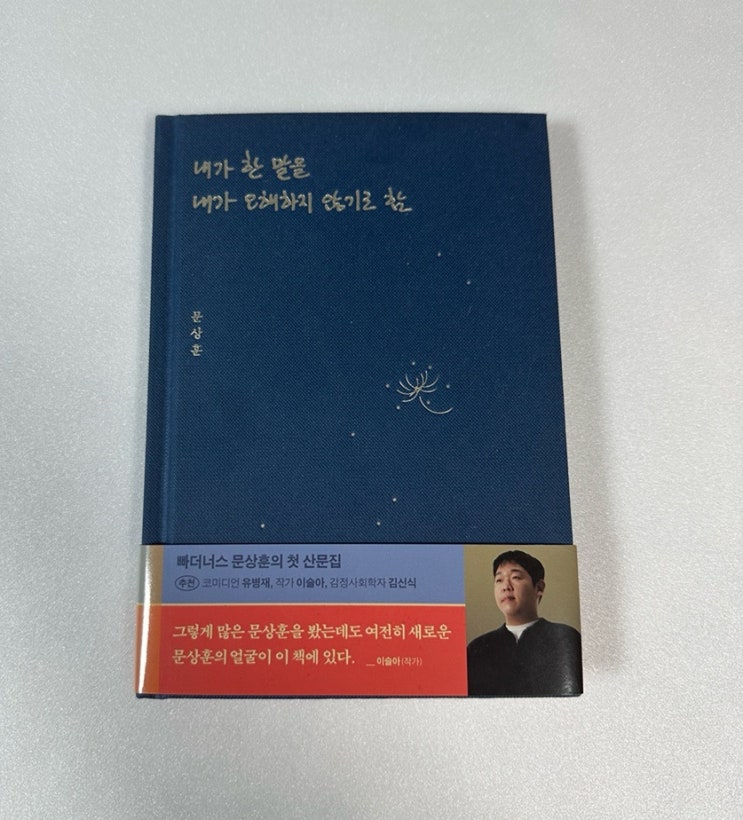 내가 한 말을
내가 오해하지 않기로 함
문상훈
빠더너스 문상훈의 첫 산문집
추천 코미디언 유병재, 작가 이슬아, 감정사회학자 김신식
그렇게 많은 문상훈을 봤는데도 여전히 새로운
문상훈의 얼굴이 이 책에 있다. __ 이슬아(작가)